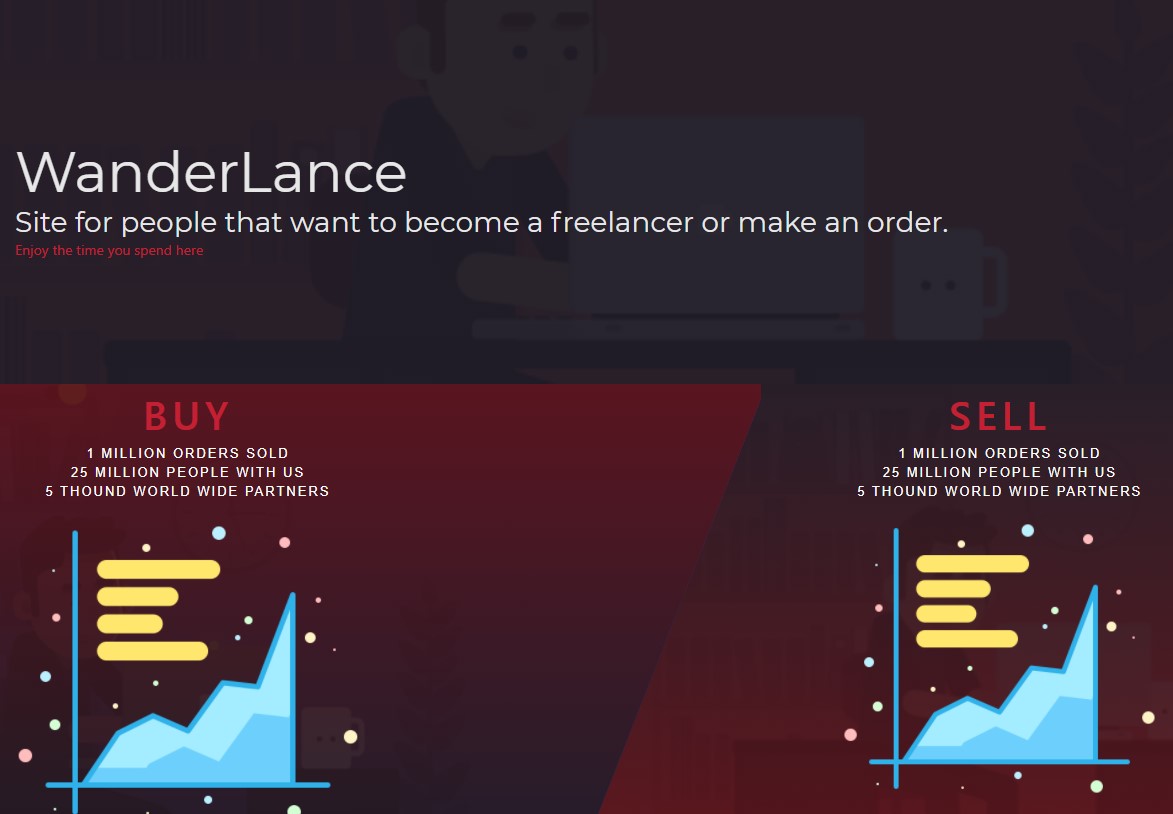 WanderLance
Site for people that want to become a freelancer or make an order.
Enjoy the time you spend here
BUY
1 MILLION ORDERS SOLD
25 MILLION PEOPLE WITH US
5 THOUND WORLD WIDE PARTNERS
SELL
1 MILLION ORDERS SOLD
25 MILLION PEOPLE WITH US
5 THOUND WORLD WIDE PARTNERS